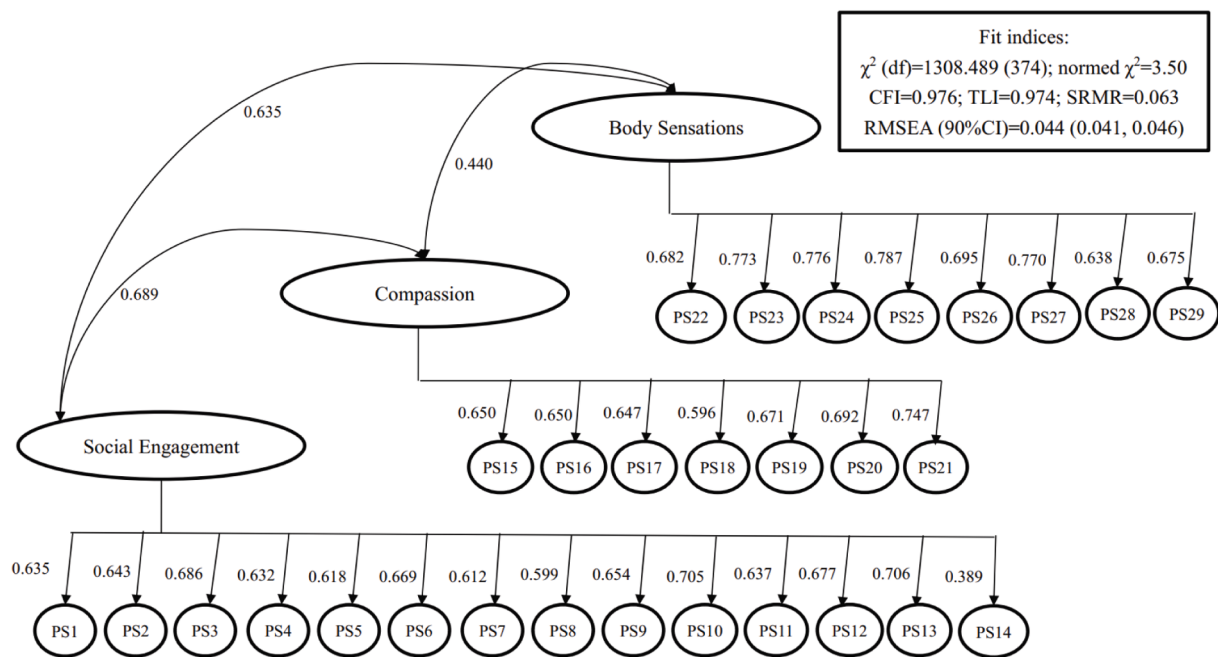 Fit indices:
χ² (df)=1308.489 (374); normed χ²=3.50
CFI=0.976; TLI=0.974; SRMR=0.063
RMSEA (90%CI)=0.044 (0.041, 0.046)
0.635
Body Sensations
0.440
0.682 0.773 0.776 0.787 0.695 0.770 0.638 0.675
0.689
Compassion
PS22 PS23 PS24 PS25 PS26 PS27 PS28 PS29
0.650 0.650 0.647 0.596 0.671 0.692 0.747
Social Engagement
PS15 PS16 PS17 PS18 PS19 PS20 PS21
0.635 0.643 0.686 0.632 0.618 0.669 0.612 0.599 0.654 0.705 0.637 0.677 0.706 0.389
PS1 PS2 PS3 PS4 PS5 PS6 PS7 PS8 PS9 PS10 PS11 PS12 PS13 PS14